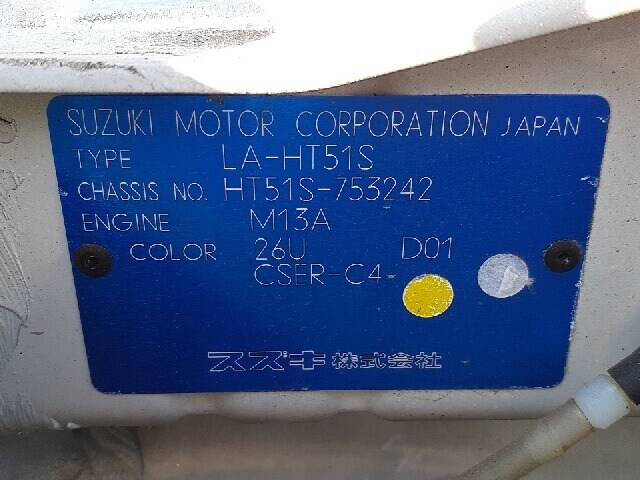 SUZUKI MOTOR CORPORATION JAPAN
TYPE LA-HT51S
CHASSIS NO. HT51S-753242
ENGINE M13A
COLOR 26U D01
CSER-C4-
スズキ株式会社